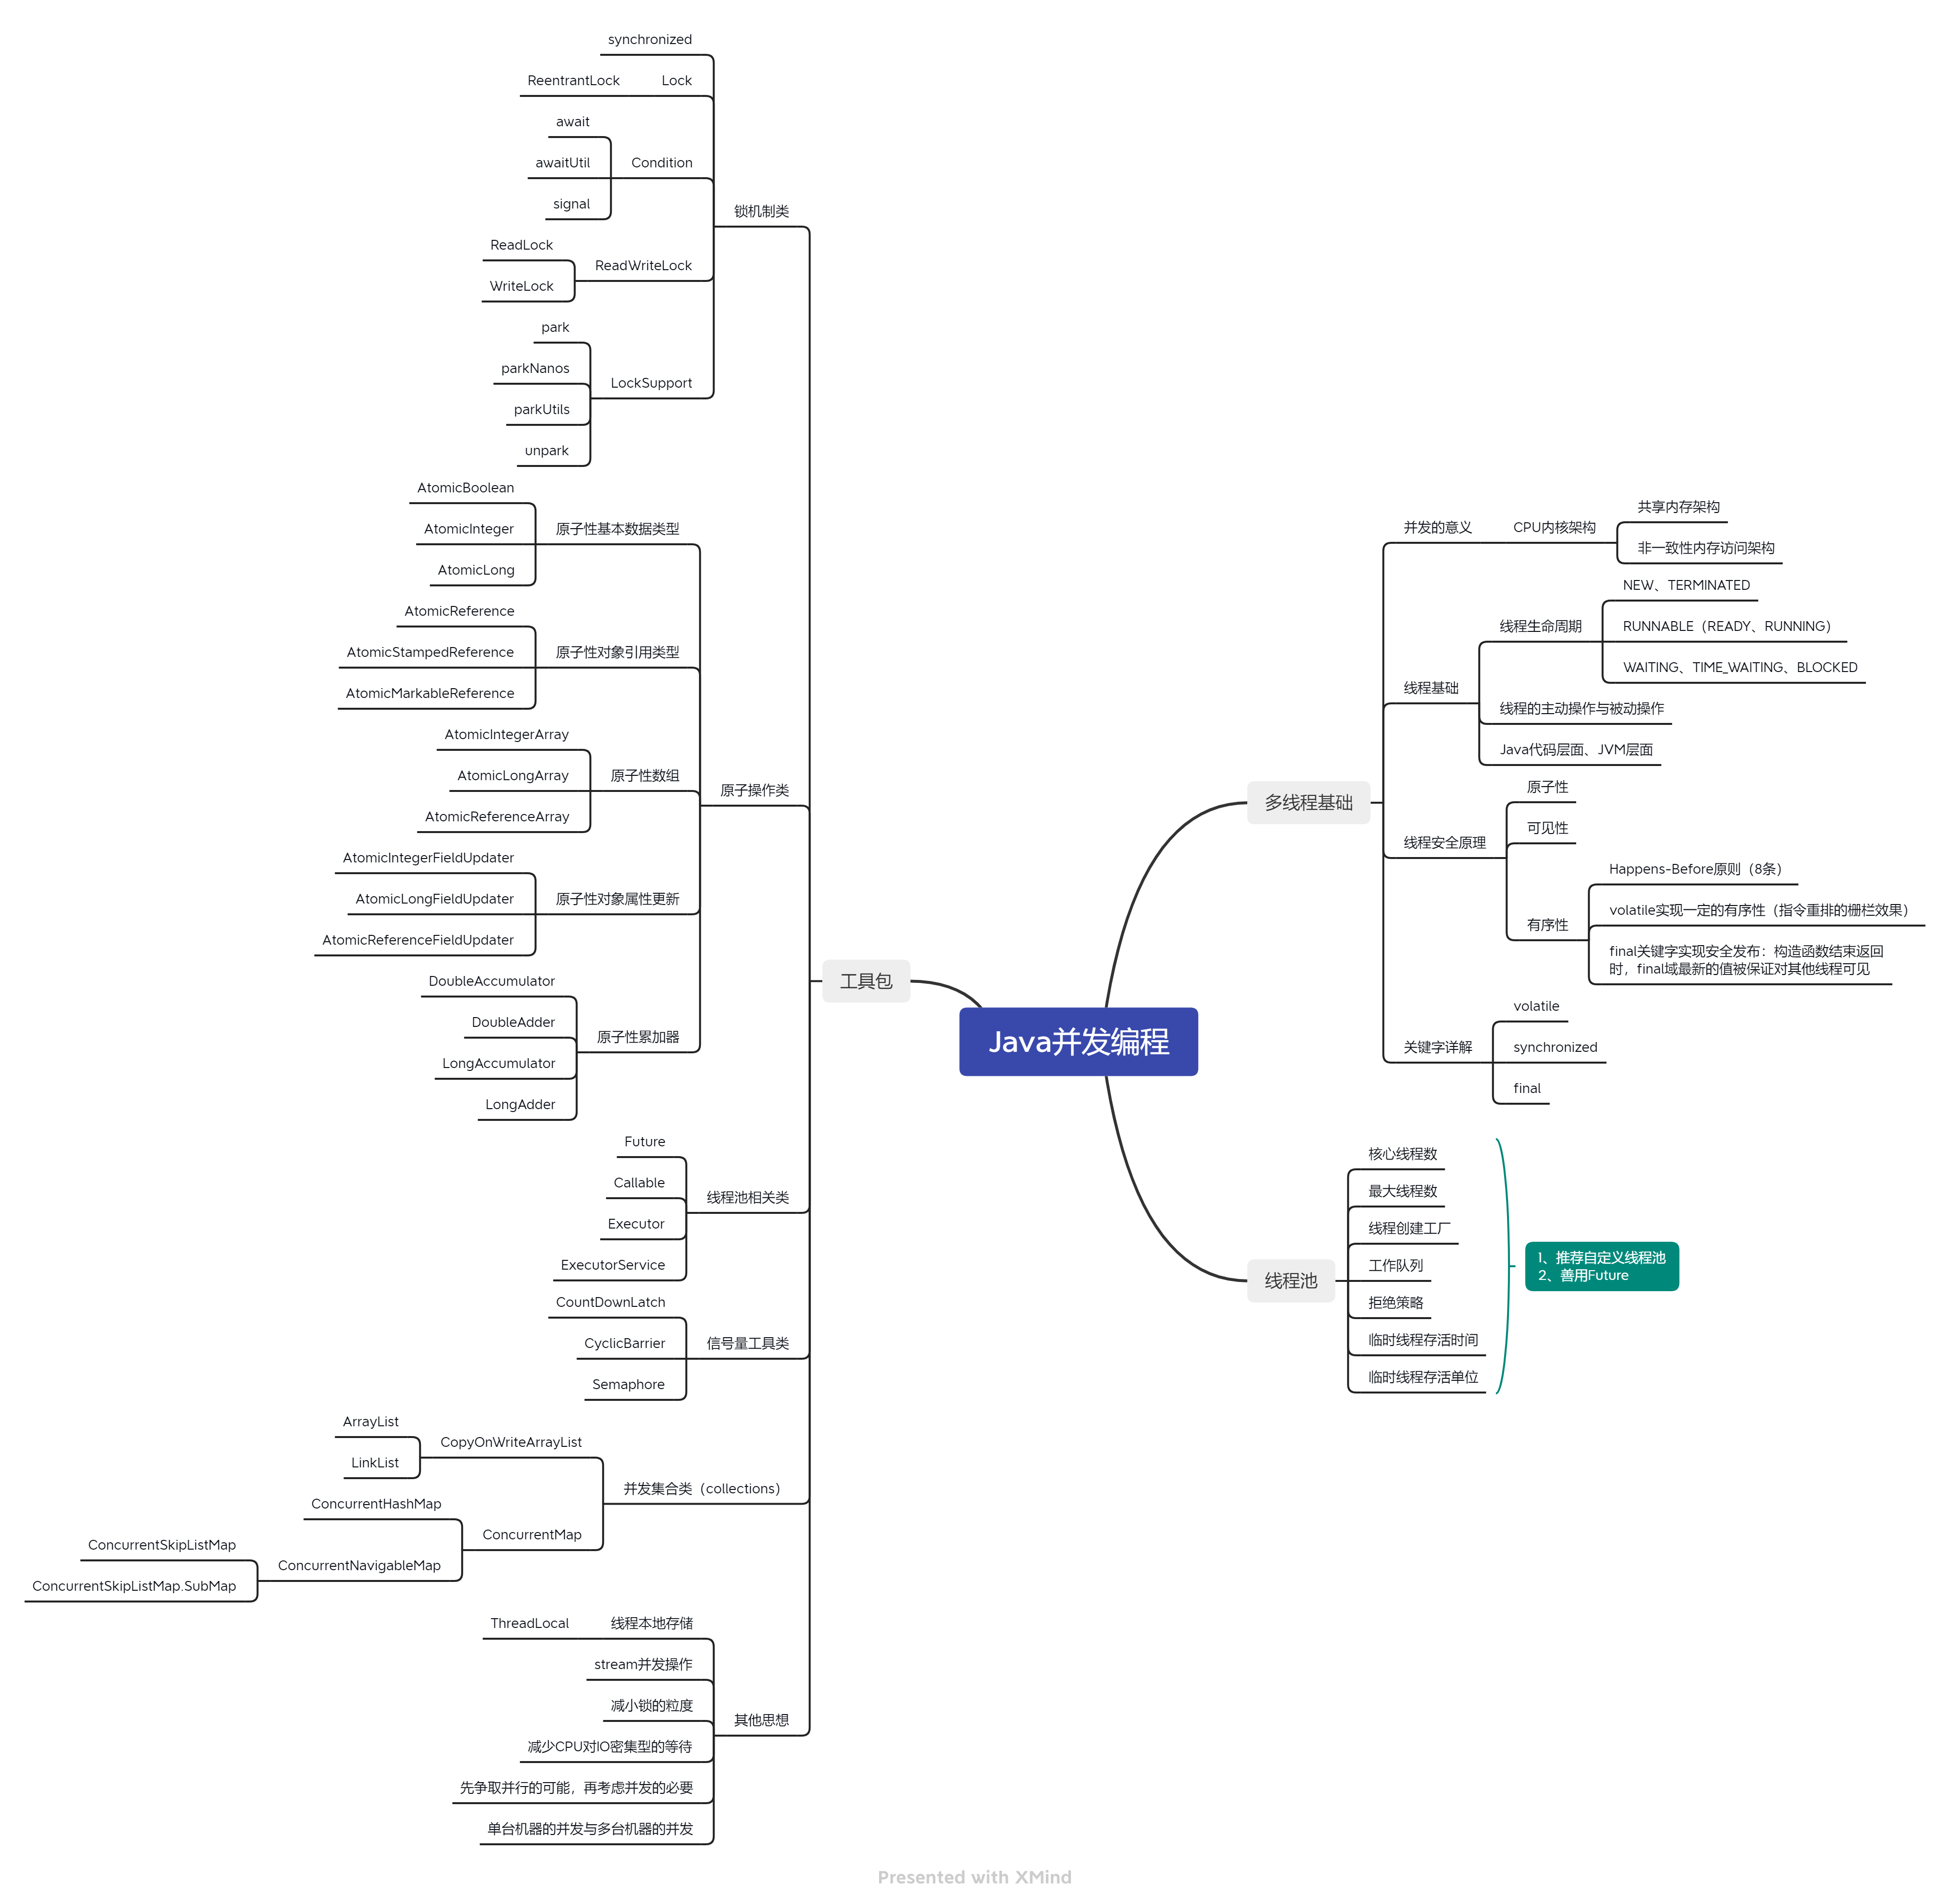 Java并发编程
多线程基础
并发的意义
CPU内核架构
共享内存架构
非一致性内存访问架构
线程基础
线程生命周期
NEW、TERMINATED
RUNNABLE（READY、RUNNING）
WAITING、TIME_WAITING、BLOCKED
线程的主动操作与被动操作
Java代码层面、JVM层面
线程安全原理
原子性
可见性
有序性
Happens-Before原则（8条）
volatile实现一定的有序性（指令重排的栅栏效果）
final关键字实现安全发布：构造函数结束返回
时，final域最新的值被保证对其他线程可见
关键字详解
volatile
synchronized
final
线程池
核心线程数
最大线程数
线程创建工厂
工作队列
拒绝策略
临时线程存活时间
临时线程存活单位
1、推荐自定义线程池
2、善用Future
工具包
锁机制类
synchronized
Lock
ReentrantLock
Condition
await
awaitUtil
signal
ReadWriteLock
ReadLock
WriteLock
LockSupport
park
parkNanos
parkUtils
unpark
原子操作类
原子性基本数据类型
AtomicBoolean
AtomicInteger
AtomicLong
原子性对象引用类型
AtomicReference
AtomicStampedReference
AtomicMarkableReference
原子性数组
AtomicIntegerArray
AtomicLongArray
AtomicReferenceArray
原子性对象属性更新
AtomicIntegerFieldUpdater
AtomicLongFieldUpdater
AtomicReferenceFieldUpdater
原子性累加器
DoubleAccumulator
DoubleAdder
LongAccumulator
LongAdder
线程池相关类
Future
Callable
Executor
ExecutorService
信号量工具类
CountDownLatch
CyclicBarrier
Semaphore
并发集合类（collections）
CopyOnWriteArrayList
ArrayList
LinkList
ConcurrentMap
ConcurrentHashMap
ConcurrentNavigableMap
ConcurrentSkipListMap
ConcurrentSkipListMap.SubMap
其他思想
线程本地存储
ThreadLocal
stream并发操作
减小锁的粒度
减少CPU对IO密集型的等待
先争取并行的可能，再考虑并发的必要
单台机器的并发与多台机器的并发
Presented with XMind